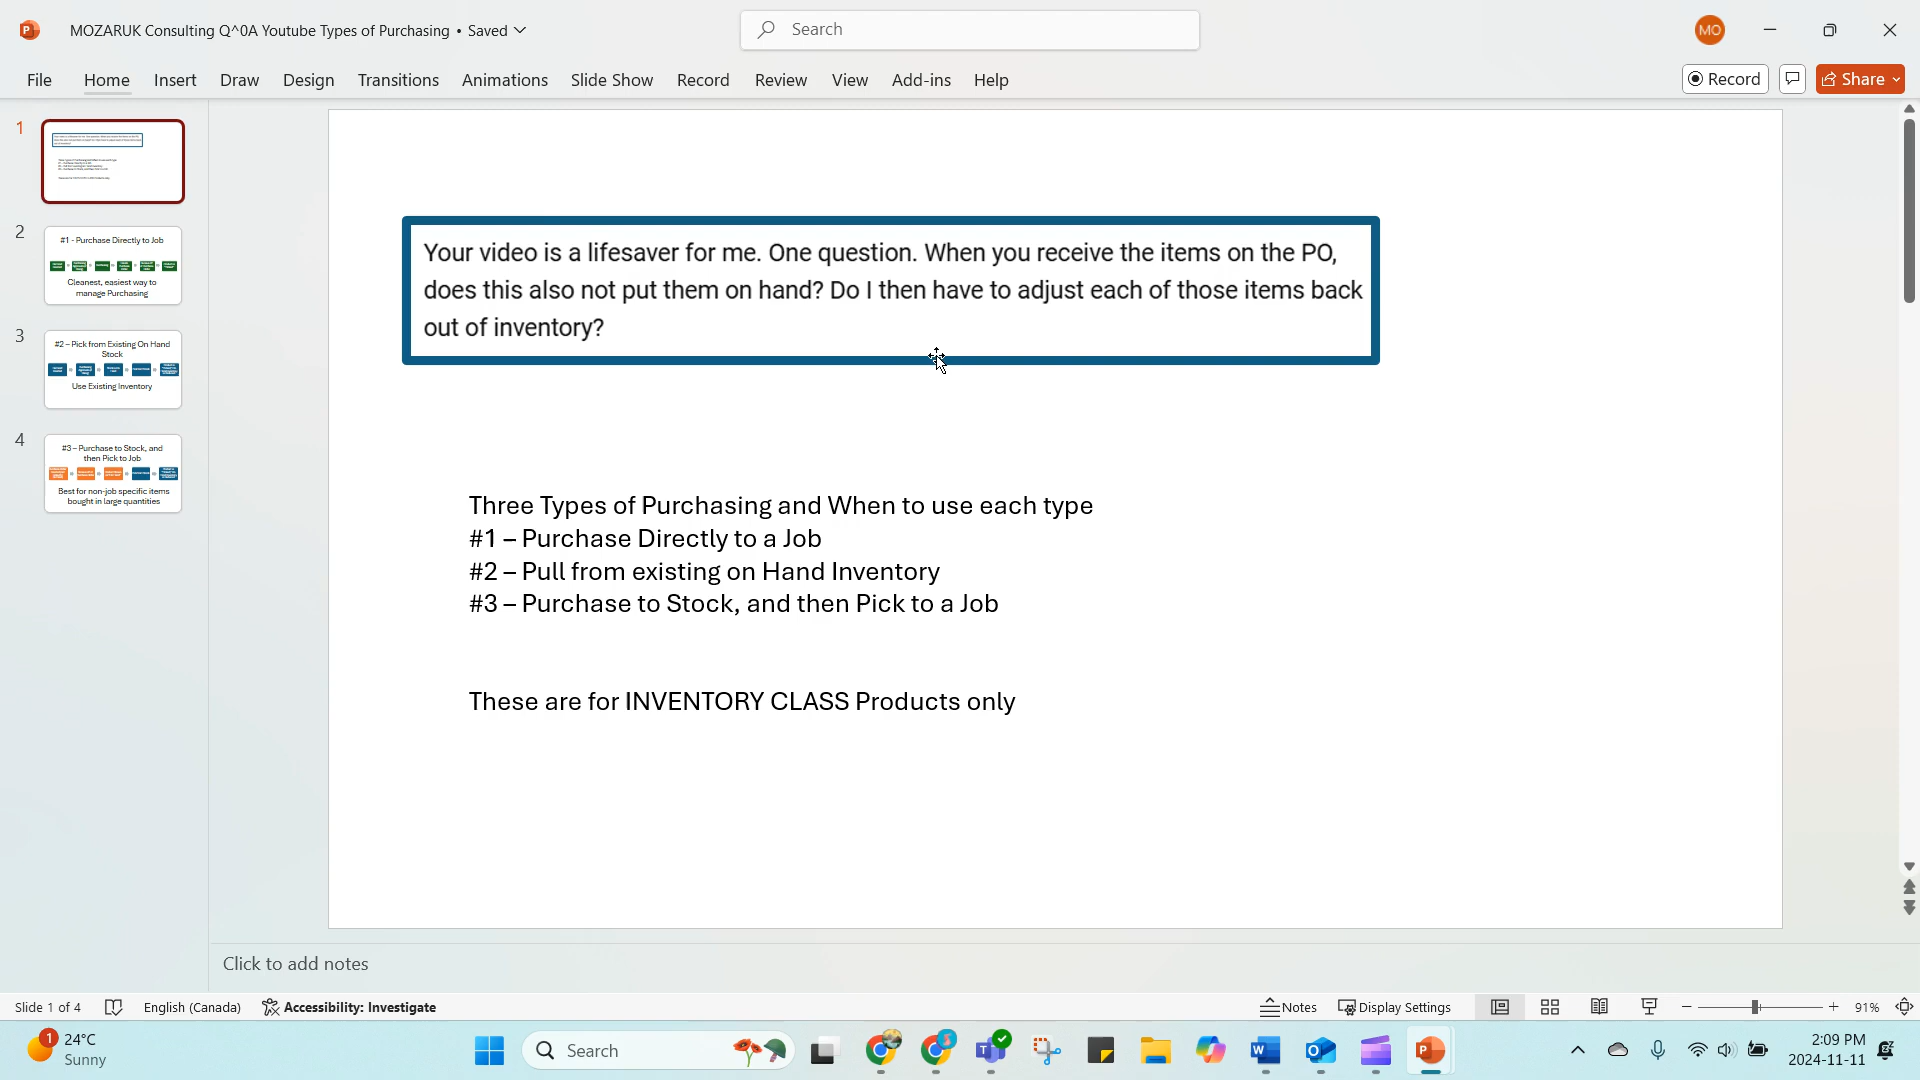 MOZARUK Consulting Q^0A Youtube Types of Purchasing • Saved
Search
MO
File Home Insert Draw Design Transitions Animations Slide Show Record Review View Add-ins Help
Record
Share
1
2
#1 - Purchase Directly to Job
Cleanest, easiest way to
manage Purchasing
3
#2 – Pick from Existing On Hand
Stock
Use Existing Inventory
4
#3 – Purchase to Stock, and
then Pick to Job
Best for non-job specific items
bought in large quantities
Your video is a lifesaver for me. One question. When you receive the items on the PO,
does this also not put them on hand? Do I then have to adjust each of those items back
out of inventory?
Three Types of Purchasing and When to use each type
#1 – Purchase Directly to a Job
#2 – Pull from existing on Hand Inventory
#3 – Purchase to Stock, and then Pick to a Job
These are for INVENTORY CLASS Products only
Click to add notes
Slide 1 of 4 English (Canada) Accessibility: Investigate Notes Display Settings 91%
1
24°C
Sunny
Search
2:09 PM
2024-11-11